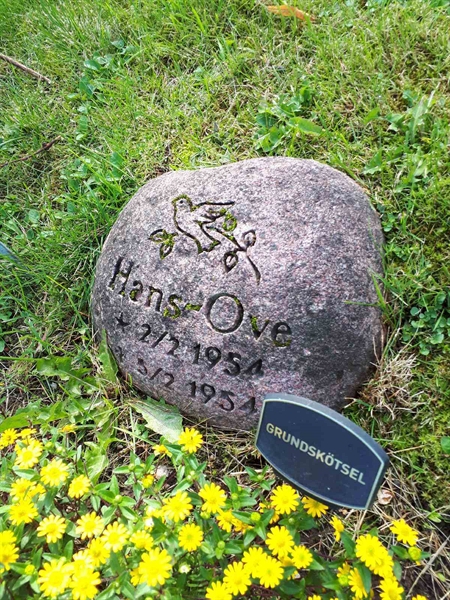 Hans-Ove
* 2/2 1954
† 5/2 1954
GRUNDSKÖTSEL